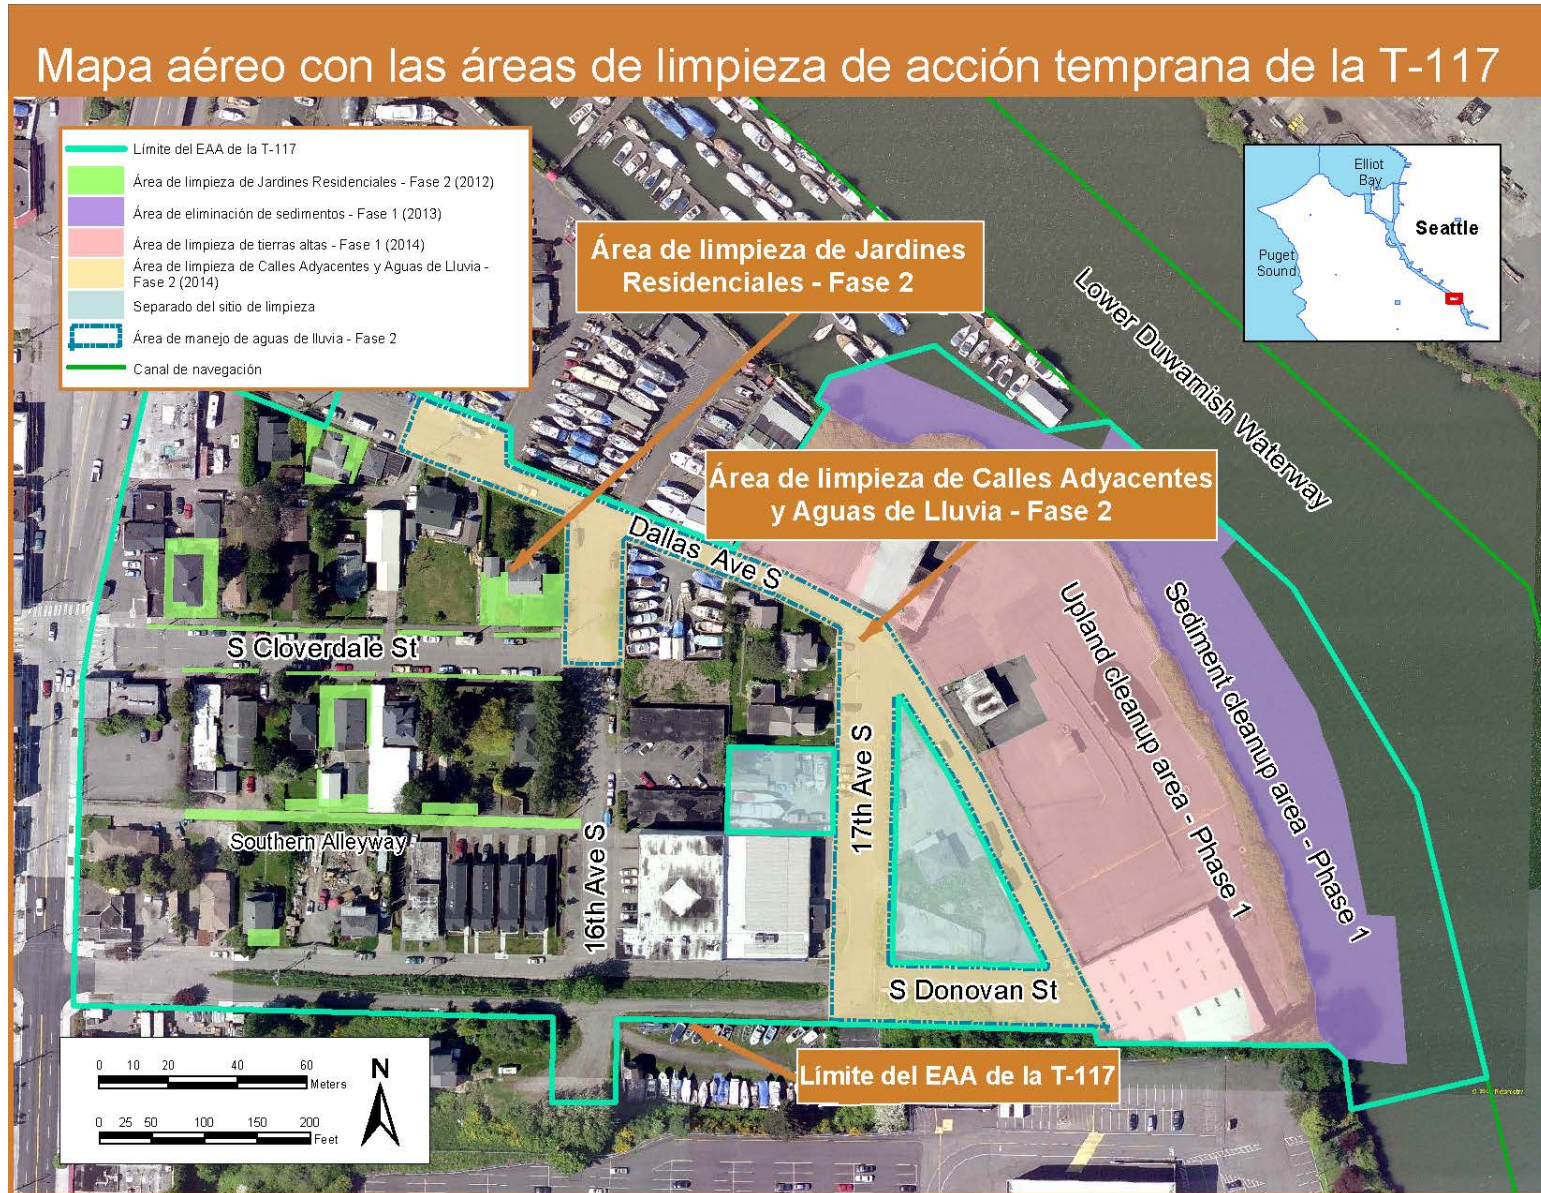 Mapa aéreo con las áreas de limpieza de acción temprana de la T-117
Límite del EAA de la T-117
Área de limpieza de Jardines Residenciales - Fase 2 (2012)
Área de eliminación de sedimentos - Fase 1 (2013)
Área de limpieza de tierras altas - Fase 1 (2014)
Área de limpieza de Calles Adyacentes y Aguas de Lluvia -
Fase 2 (2014)
Separado del sitio de limpieza
Área de manejo de aguas de lluvia - Fase 2
Canal de navegación
Elliot
Bay
Seattle
Puget
Sound
Área de limpieza de Jardines
Residenciales - Fase 2
Lower Duwamish Waterway
Área de limpieza de Calles Adyacentes
y Aguas de Lluvia - Fase 2
Dallas Ave S
S Cloverdale St
Upland cleanup area - Phase 1
Sediment cleanup area - Phase 1
17th Ave S
Southern Alleyway
16th Ave S
S Donovan St
Límite del EAA de la T-117
0 10 20 40 60
Meters
0 25 50 100 150 200
Feet
N